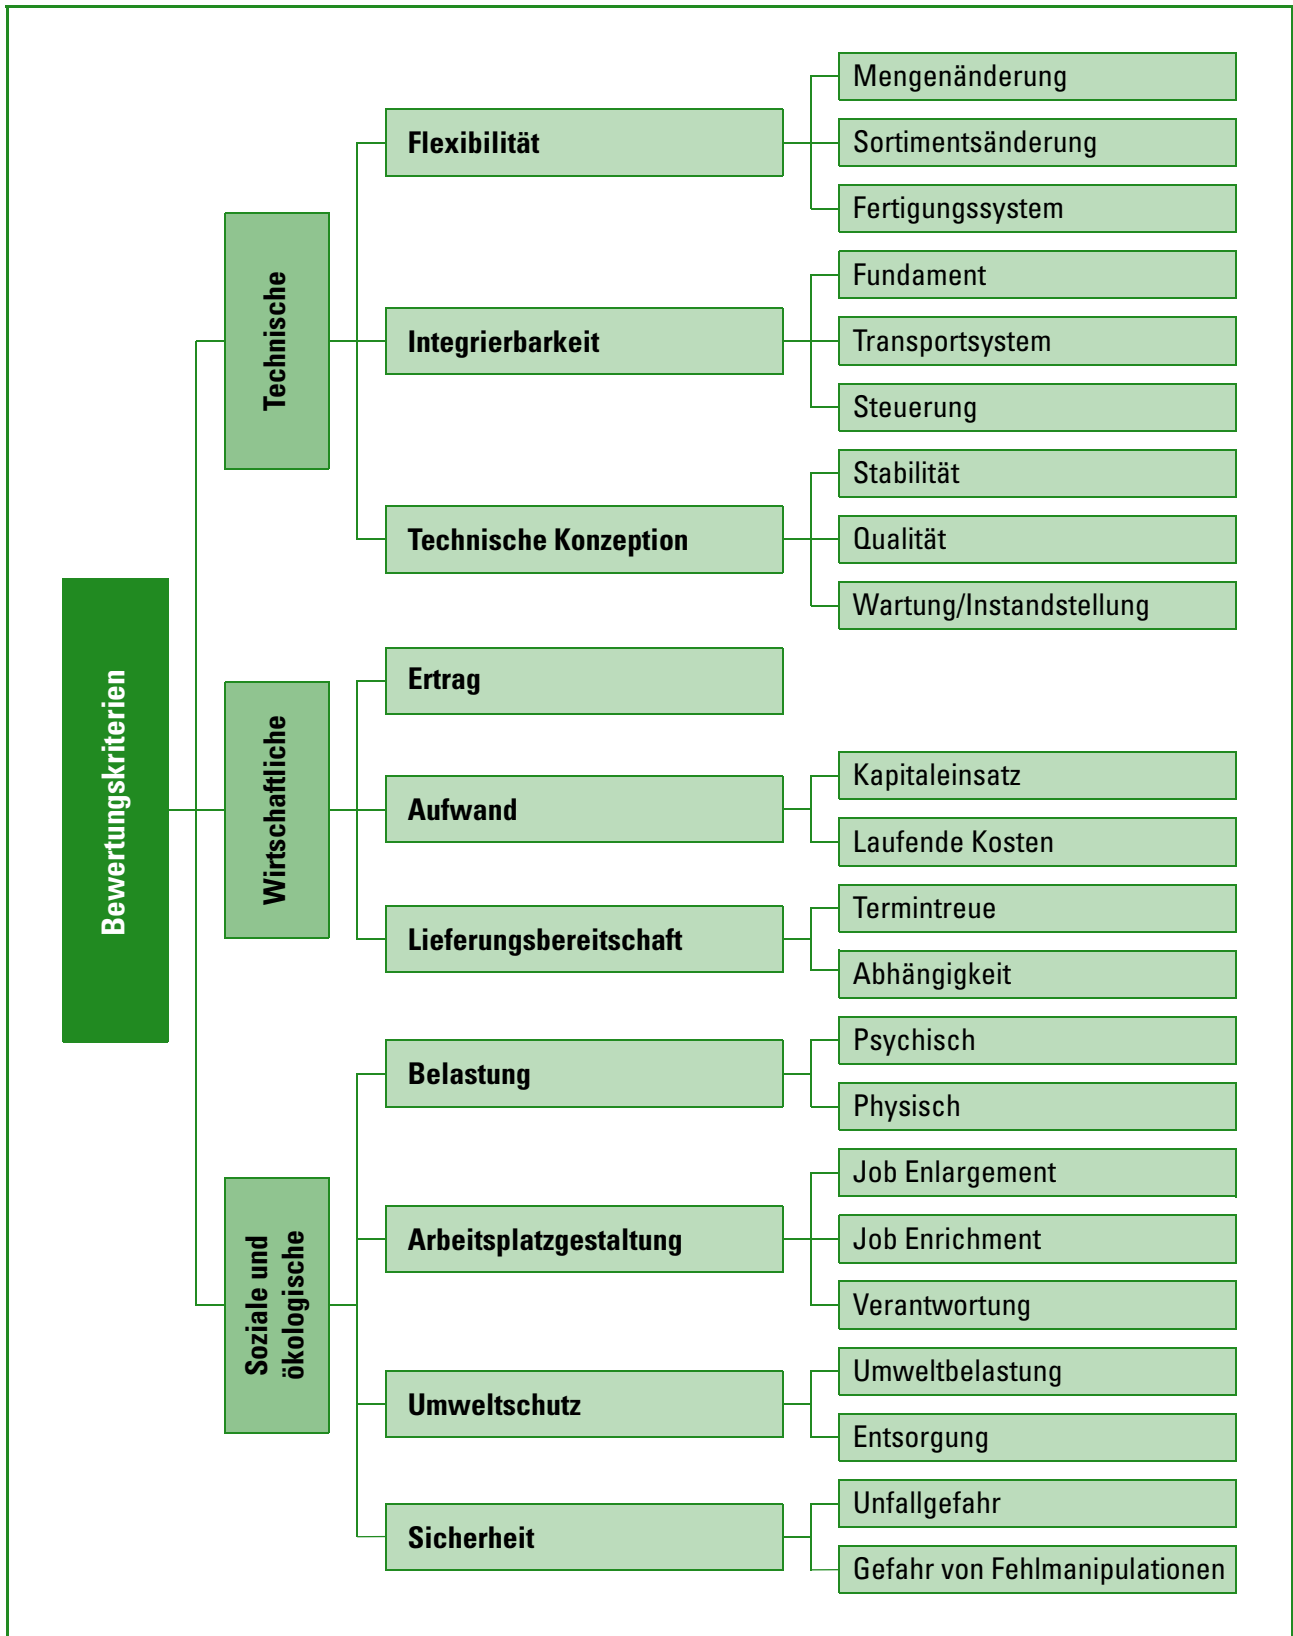 Bewertungskriterien
Technische
Flexibilität
Mengenänderung
Sortimentsänderung
Fertigungssystem
Integrierbarkeit
Fundament
Transportsystem
Steuerung
Technische Konzeption
Stabilität
Qualität
Wartung/Instandstellung
Wirtschaftliche
Ertrag
Aufwand
Kapitaleinsatz
Laufende Kosten
Lieferungsbereitschaft
Termintreue
Abhängigkeit
Soziale und
ökologische
Belastung
Psychisch
Physisch
Arbeitsplatzgestaltung
Job Enlargement
Job Enrichment
Verantwortung
Umweltschutz
Umweltbelastung
Entsorgung
Sicherheit
Unfallgefahr
Gefahr von Fehlmanipulationen